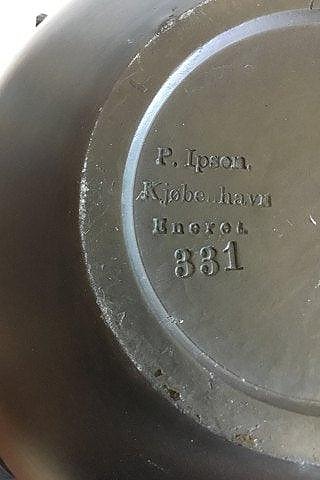 P. Ipsen.
Kjøbenhavn
Eneret.
331